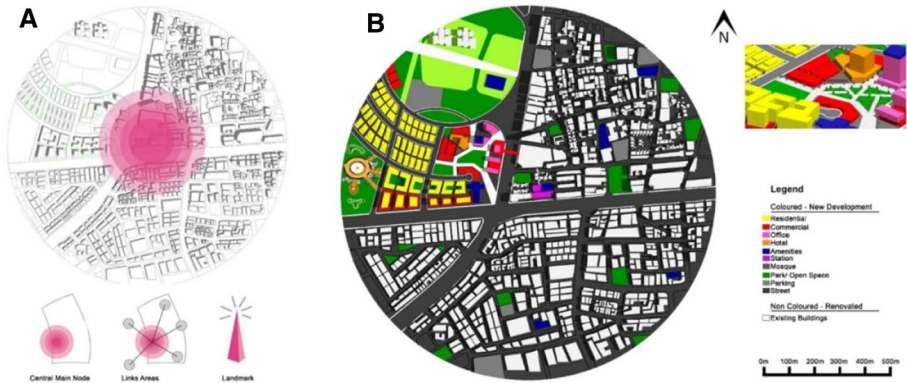 A
B
N
Legend
Coloured - New Development
Residential
Commercial
Office
Hotel
Amenities
Station
Mosque
Park/ Open Space
Parking
Street
Non Coloured - Renovated
Existing Buildings
0m 100m 200m 300m 400m 500m
Central Main Node
Links Areas
Landmark